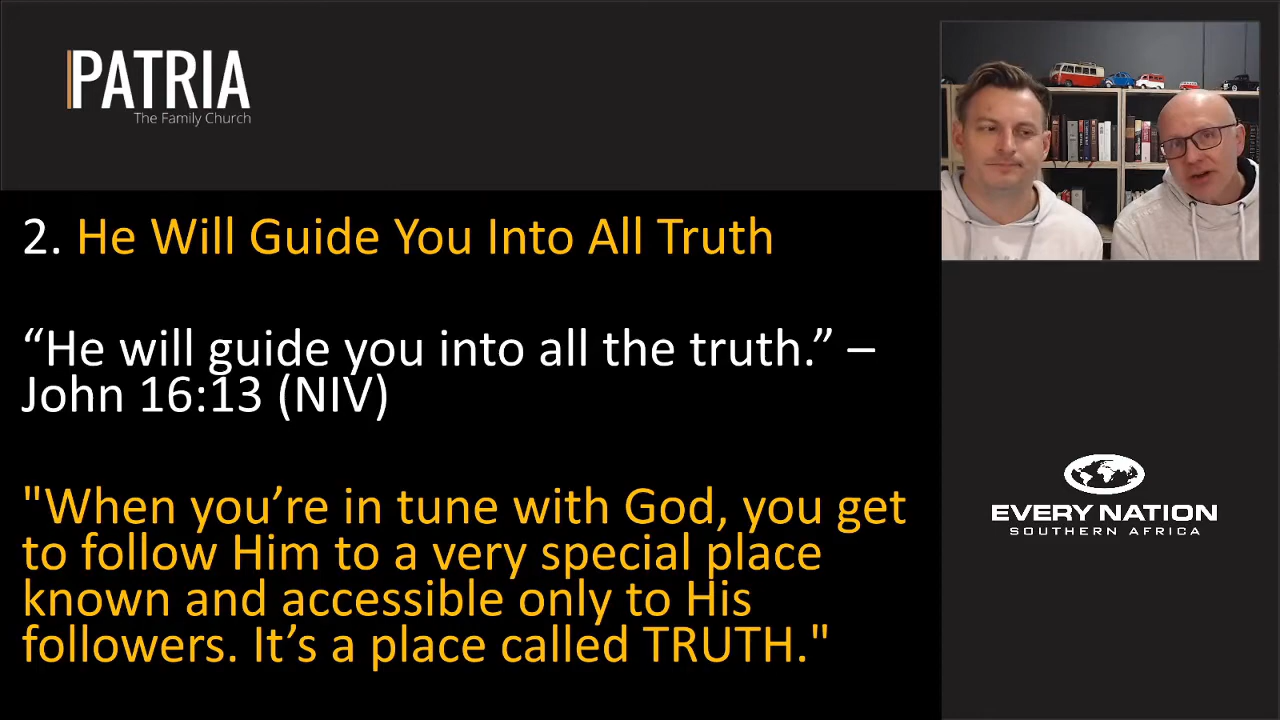 PATRIA
The Family Church
2. He Will Guide You Into All Truth
“He will guide you into all the truth.” –
John 16:13 (NIV)
"When you’re in tune with God, you get
to follow Him to a very special place
known and accessible only to His
followers. It’s a place called TRUTH."
EVERY NATION
SOUTHERN AFRICA